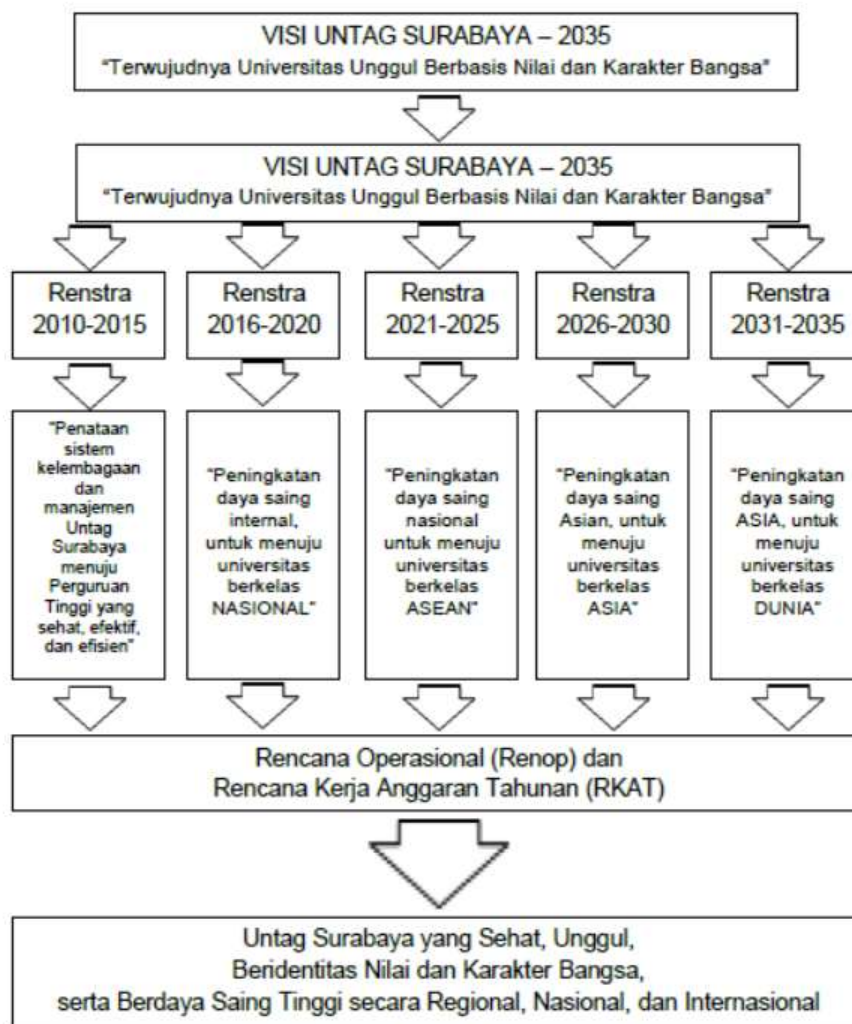 VISI UNTAG SURABAYA – 2035
"Terwujudnya Universitas Unggul Berbasis Nilai dan Karakter Bangsa"
VISI UNTAG SURABAYA – 2035
"Terwujudnya Universitas Unggul Berbasis Nilai dan Karakter Bangsa"
Renstra
2010-2015
Renstra
2016-2020
Renstra
2021-2025
Renstra
2026-2030
Renstra
2031-2035
"Penataan
sistem
kelembagaan
dan
manajemen
Untag
Surabaya
menuju
Perguruan
Tinggi yang
sehat, efektif,
dan efisien"
"Peningkatan
daya saing
internal,
untuk menuju
universitas
berkelas
NASIONAL"
"Peningkatan
daya saing
nasional
untuk menuju
universitas
berkelas
ASEAN"
"Peningkatan
daya saing
Asian, untuk
menuju
universitas
berkelas
ASIA"
"Peningkatan
daya saing
ASIA, untuk
menuju
universitas
berkelas
DUNIA"
Rencana Operasional (Renop) dan
Rencana Kerja Anggaran Tahunan (RKAT)
Untag Surabaya yang Sehat, Unggul,
Beridentitas Nilai dan Karakter Bangsa,
serta Berdaya Saing Tinggi secara Regional, Nasional, dan Internasional